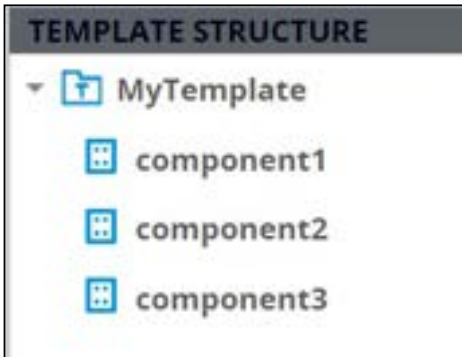 TEMPLATE STRUCTURE
MyTemplate
component1
component2
component3